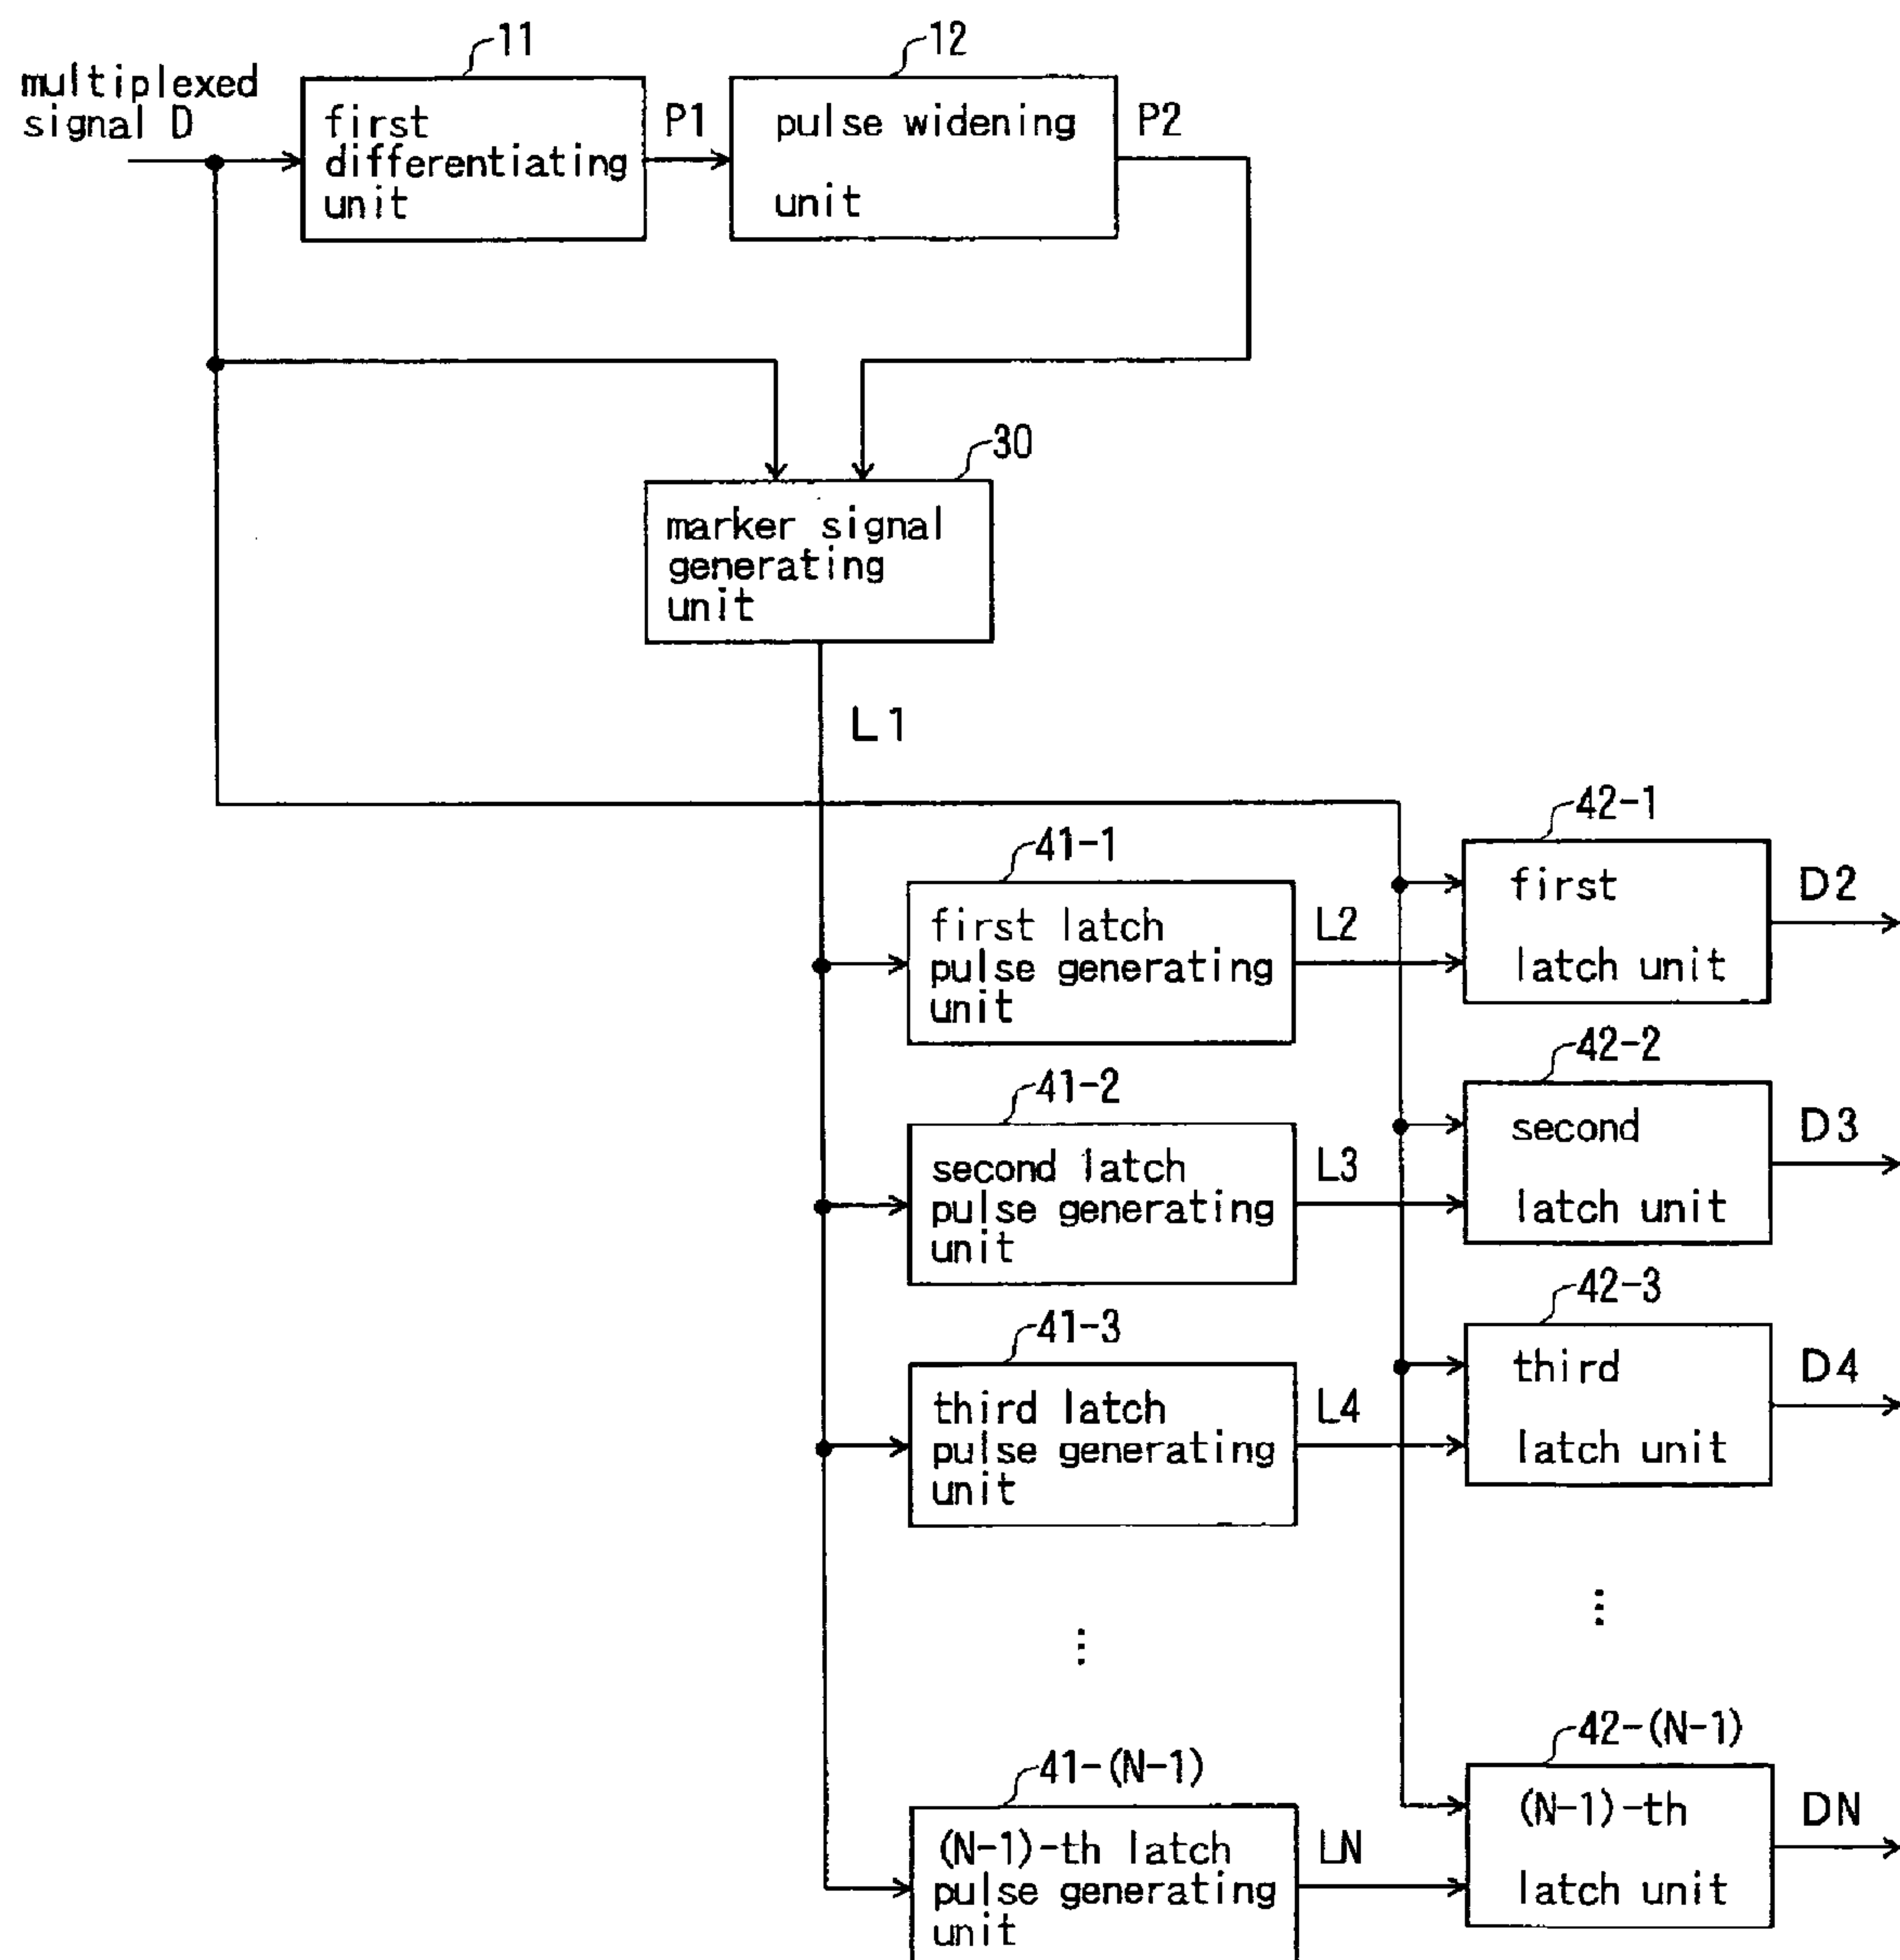 11
12
multiplexed
signal D
first
differentiating
unit
P1
pulse widening
unit
P2
30
marker signal
generating
unit
L1
42-1
41-1
first
latch unit
D2
first latch
pulse generating
unit
L2
42-2
41-2
second
latch unit
D3
second latch
pulse generating
unit
L3
42-3
41-3
third
latch unit
D4
third latch
pulse generating
unit
L4
42-(N-1)
41-(N-1)
(N-1)-th
latch unit
DN
(N-1)-th latch
pulse generating
unit
LN